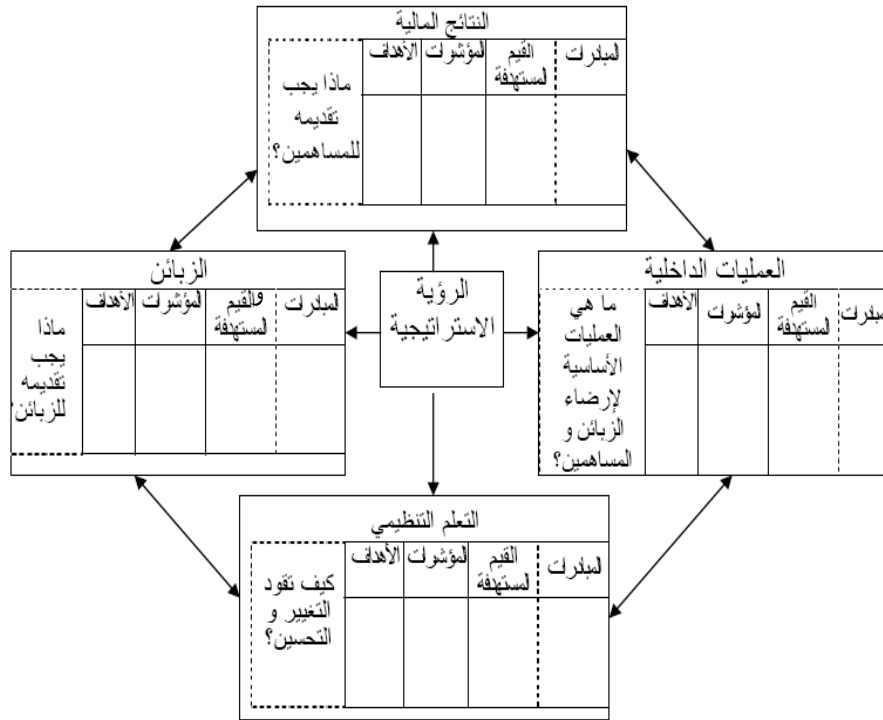 النتائج المالية
ماذا يجب
تقديمه
للمساهمين؟
الأهداف
المؤشرات
القيم
المستهدفة
المبادرات
الزبائن
ماذا
يجب
تقديمه
للزبائن؟
الأهداف
المؤشرات
والقيم
المستهدفة
المبادرات
الرؤية
الاستراتيجية
العمليات الداخلية
ما هي
العمليات
الأساسية
لإرضاء
الزبائن و
المساهمين؟
الأهداف
المؤشرات
القيم
المستهدفة
المبادرات
التعلم التنظيمي
كيف تقود
التغيير و
التحسين؟
الأهداف
المؤشرات
القيم
المستهدفة
المبادرات